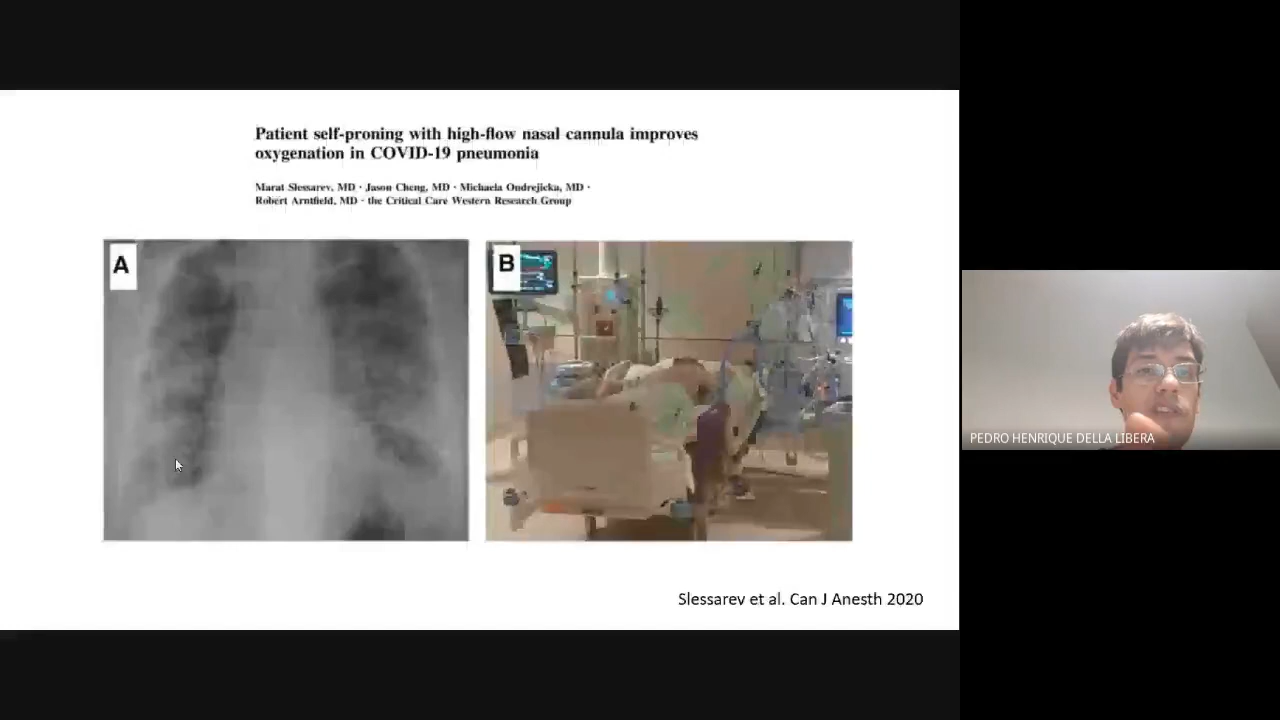 Patient self-proning with high-flow nasal cannula improves
oxygenation in COVID-19 pneumonia
Marat Slessarev, MD · Jason Cheng, MD · Michaela Ondrejicka, MD ·
Robert Arntfield, MD · the Critical Care Western Research Group
A
B
PEDRO HENRIQUE DELLA LIBERA
Slessarev et al. Can J Anesth 2020